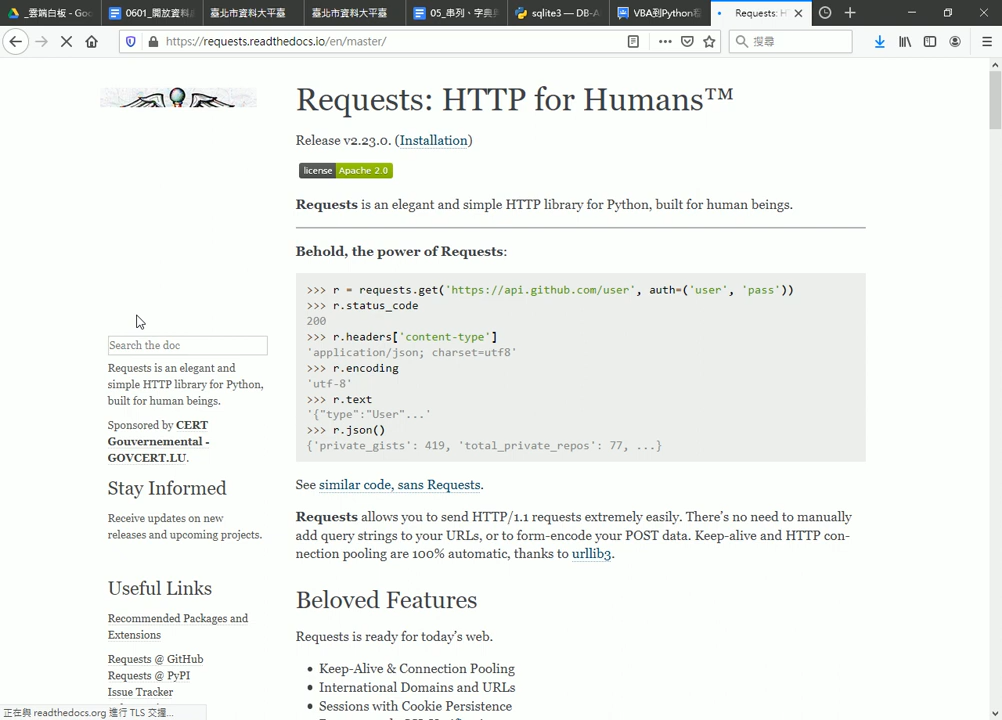 _雲端白板 - Goo
0601_開放資料
臺北市資料大平臺
臺北市資料大平臺
05_串列、字典
sqlite3 — DB-A
VBA到Python程
Requests: H
https://requests.readthedocs.io/en/master/
搜尋
Requests: HTTP for Humans™
Release v2.23.0. (Installation)
license Apache 2.0
Requests is an elegant and simple HTTP library for Python, built for human beings.
Behold, the power of Requests:
>>> r = requests.get('https://api.github.com/user', auth=('user', 'pass'))
>>> r.status_code
200
>>> r.headers['content-type']
'application/json; charset=utf8'
>>> r.encoding
'utf-8'
>>> r.text
'{"type":"User"...'
>>> r.json()
{'private_gists': 419, 'total_private_repos': 77, ...}
See similar code, sans Requests.
Requests allows you to send HTTP/1.1 requests extremely easily. There’s no need to manually
add query strings to your URLs, or to form-encode your POST data. Keep-alive and HTTP con-
nection pooling are 100% automatic, thanks to urllib3.
Beloved Features
Requests is ready for today’s web.
• Keep-Alive & Connection Pooling
• International Domains and URLs
• Sessions with Cookie Persistence
Search the doc
Requests is an elegant and
simple HTTP library for Python,
built for human beings.
Sponsored by CERT
Gouvernemental -
GOVCERT.LU.
Stay Informed
Receive updates on new
releases and upcoming projects.
Useful Links
Recommended Packages and
Extensions
Requests @ GitHub
Requests @ PyPI
Issue Tracker
正在與 readthedocs.org 進行 TLS 交握...